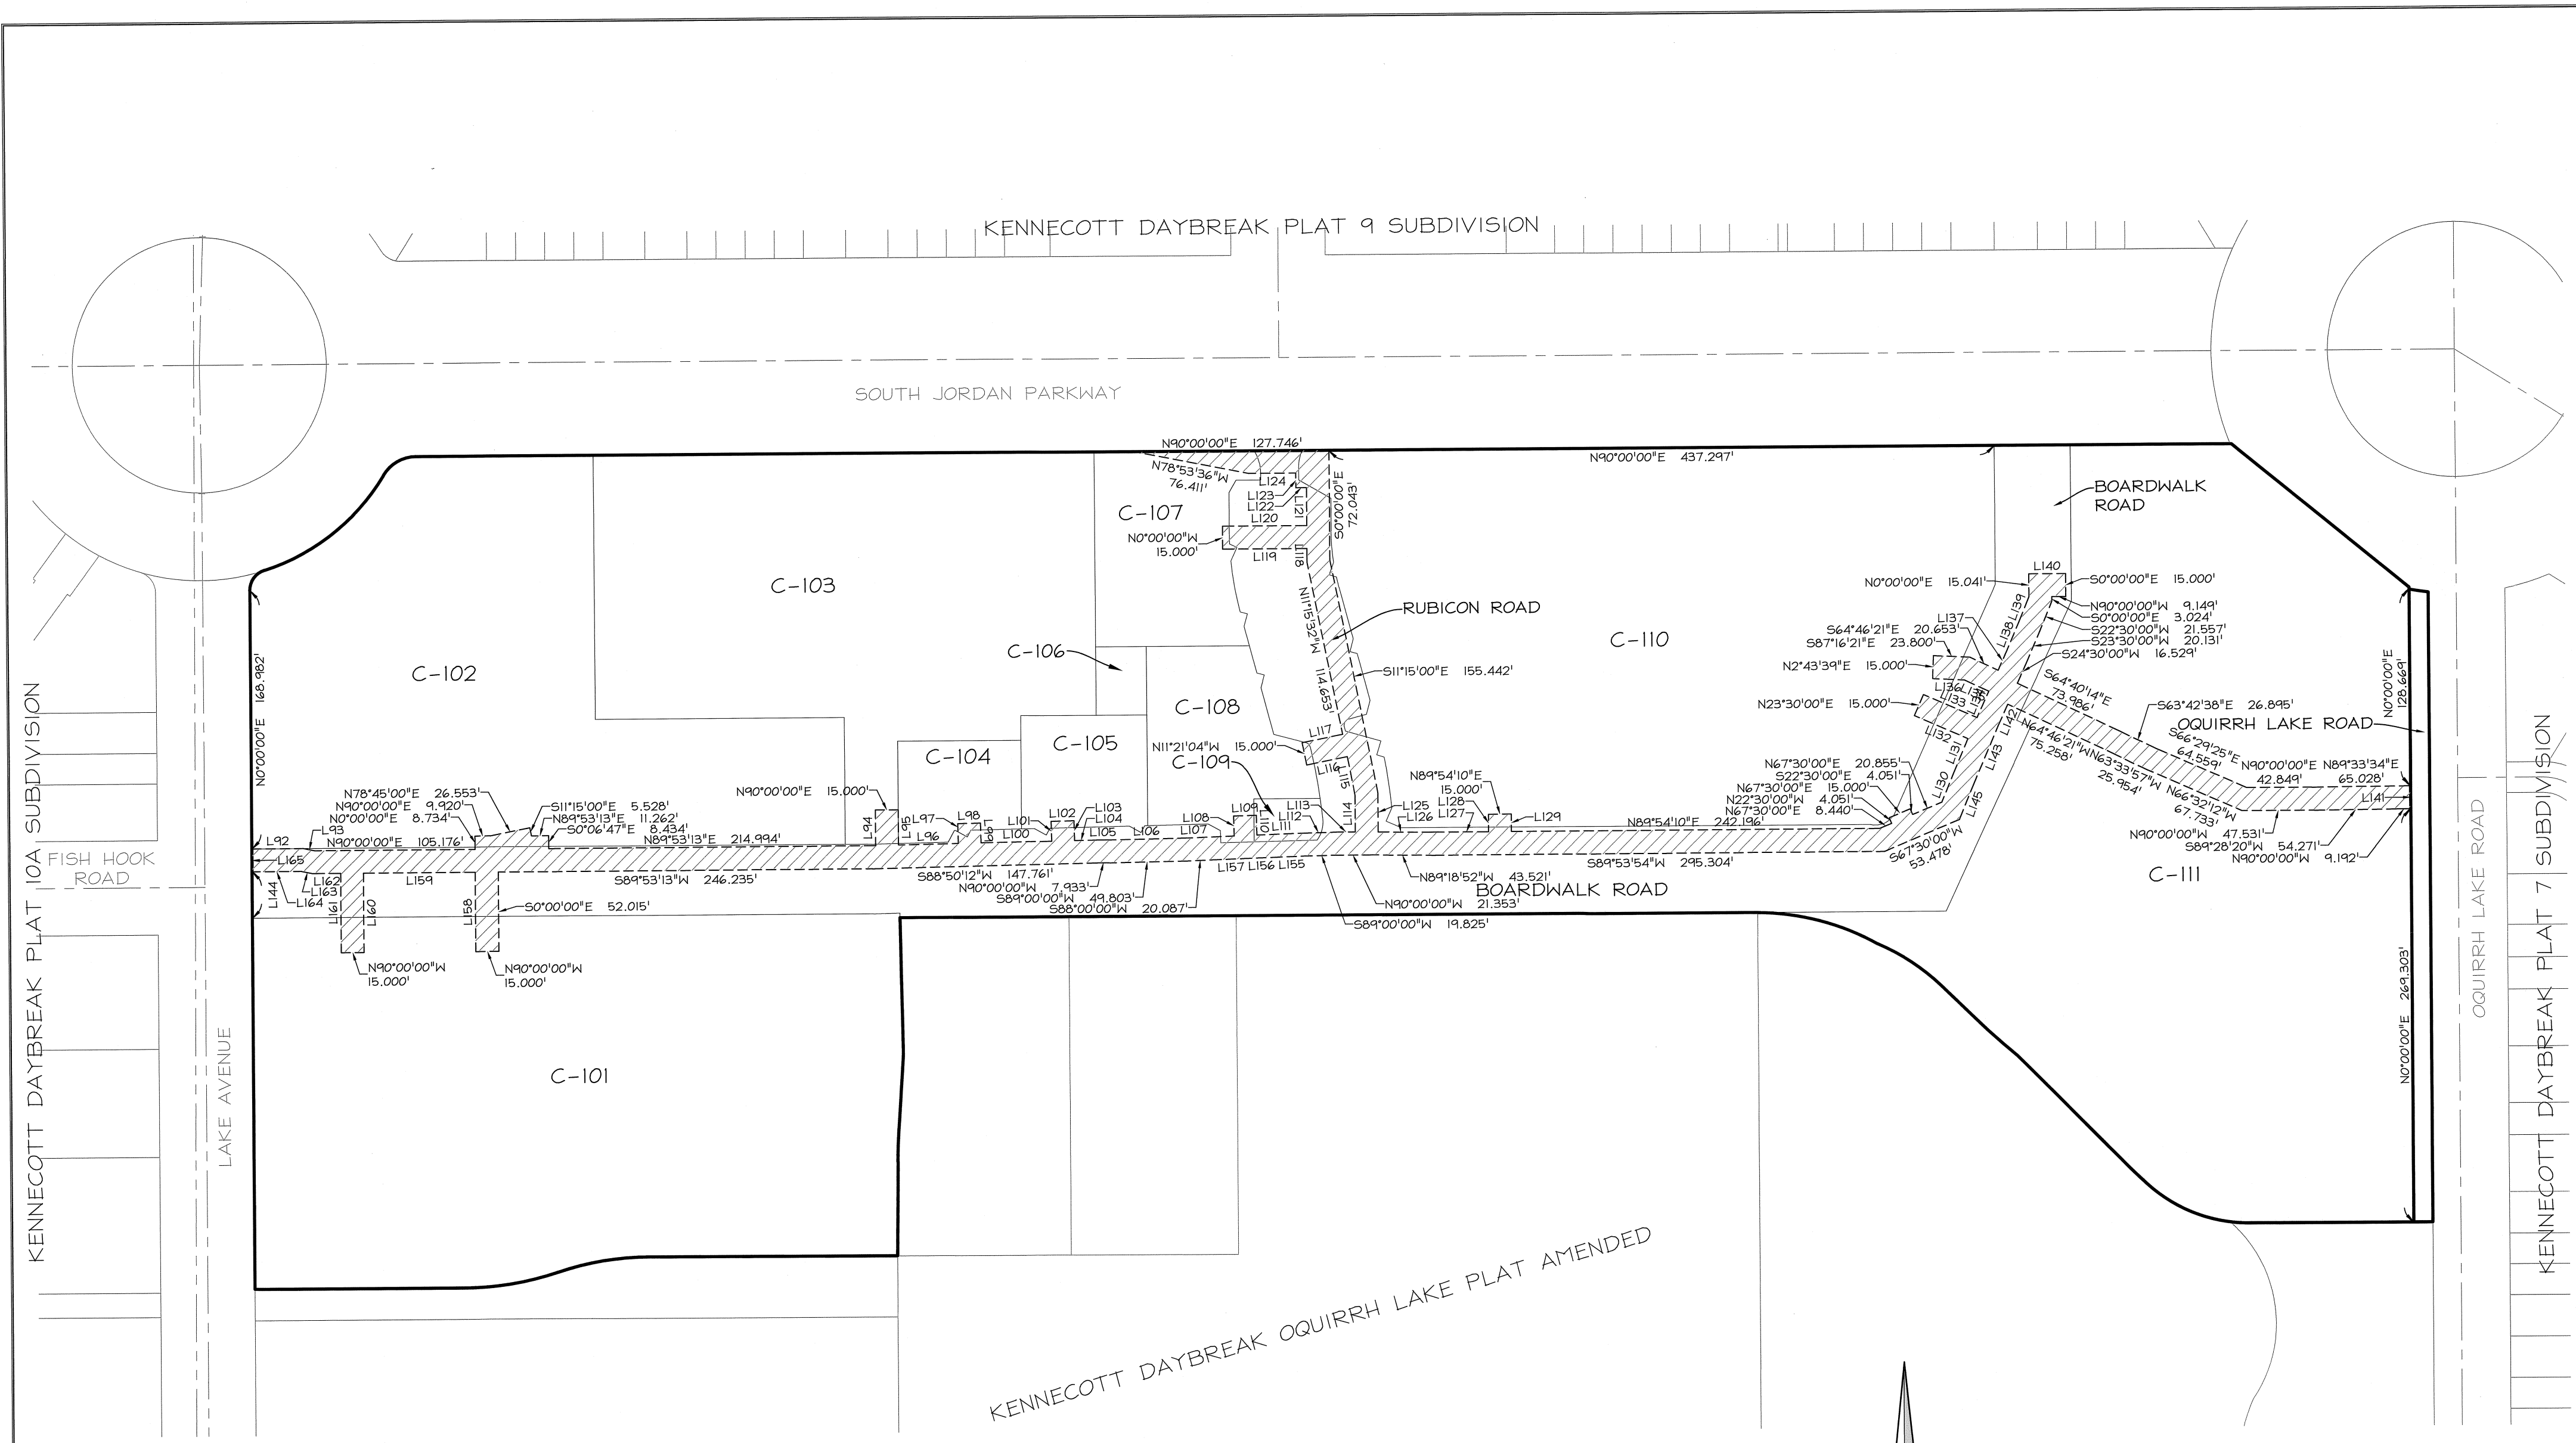 KENNECOTT DAYBREAK PLAT 9 SUBDIVISION
SOUTH JORDAN PARKWAY
KENNECOTT DAYBREAK PLAT 10A SUBDIVISION
FISH HOOK
ROAD
LAKE AVENUE
N90°00'00"E 127.746'
N78°53'36"W
76.411'
L124
L123
L122
L121
L120
C-107
N0°00'00"W
15.000'
L119
L118
S0°00'00"E
72.043'
N90°00'00"E 437.297'
BOARDWALK
ROAD
C-103
C-106
RUBICON ROAD
N11°15'32"W 114.653'
S11°15'00"E 155.442'
C-110
C-102
N0°00'00"E 168.982'
C-108
C-104
C-105
L117
N11°21'04"W 15.000'
C-109
L116
L115
L114
L113
L112
L111
L110
L109
L108
L107
L106
L105
L104
L103
L102
L101
L100
L99
L98
L97
L96
L95
L94
N90°00'00"E 15.000'
N78°45'00"E 26.553'
N90°00'00"E 9.920'
N0°00'00"E 8.734'
S11°15'00"E 5.528'
N89°53'13"E 11.262'
S0°06'47"E 8.434'
L92
L93
N90°00'00"E 105.176'
N89°53'13"E 214.994'
L165
L144
L164
L163
L162
L161
L160
L159
L158
S0°00'00"E 52.015'
N90°00'00"W
15.000'
N90°00'00"W
15.000'
S89°53'13"W 246.235'
S88°50'12"W 147.761'
N90°00'00"W 7.933'
S89°00'00"W 49.803'
S88°00'00"W 20.087'
L157 L156 L155
N89°54'10"E
15.000'
L125
L126
L128
L127
L129
N89°18'52"W 43.521'
BOARDWALK ROAD
N90°00'00"W 21.353'
S89°00'00"W 19.825'
N89°54'10"E 242.196'
S89°53'54"W 295.304'
N67°30'00"E 20.855'
S22°30'00"E 4.051'
N67°30'00"E 15.000'
N22°30'00"W 4.051'
N67°30'00"E 8.440'
S67°30'00"W
53.478'
L130
L131
L132
L133
L135
L136
L137
L138
L139
L140
L142
L143
L145
N0°00'00"E 15.041'
S64°46'21"E 20.653'
S87°16'21"E 23.800'
N2°43'39"E 15.000'
N23°30'00"E 15.000'
S0°00'00"E 15.000'
N90°00'00"W 9.149'
S0°00'00"E 3.024'
S22°30'00"W 21.557'
S23°30'00"W 20.131'
S24°30'00"W 16.529'
S64°40'14"E
73.986'
S63°42'38"E 26.895'
OQUIRRH LAKE ROAD
S66°29'25"E
64.559'
N90°00'00"E
42.849'
N89°33'34"E
65.028'
N64°46'21"W
75.258'
N63°33'57"W
25.954'
N66°32'12"W
67.733'
L141
N90°00'00"W 47.531'
S89°28'20"W 54.271'
N90°00'00"W 9.192'
N0°00'00"E
128.669'
C-111
N0°00'00"E 269.303'
OQUIRRH LAKE ROAD
KENNECOTT DAYBREAK PLAT 7 SUBDIVISION
C-101
KENNECOTT DAYBREAK OQUIRRH LAKE PLAT AMENDED